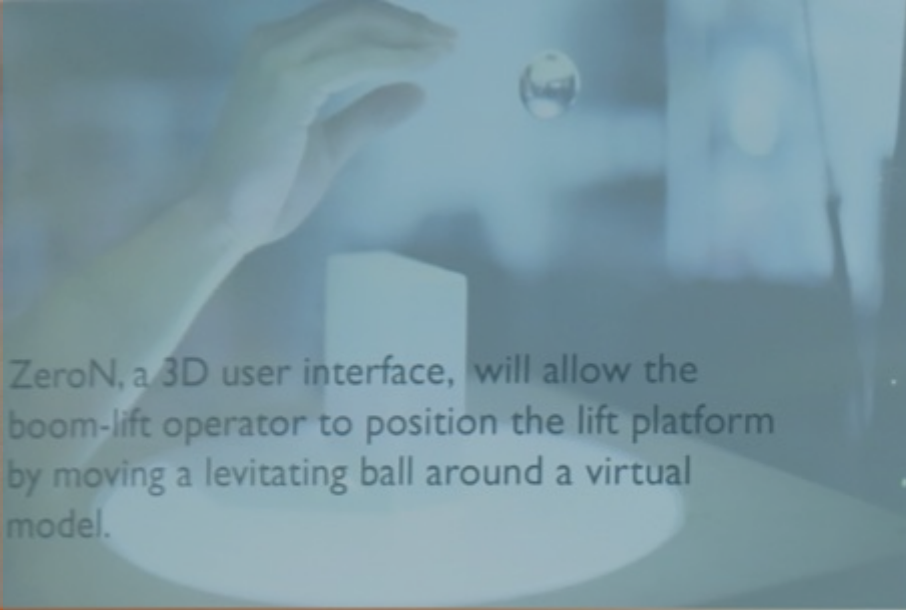 ZeroN, a 3D user interface, will allow the
boom-lift operator to position the lift platform
by moving a levitating ball around a virtual
model.